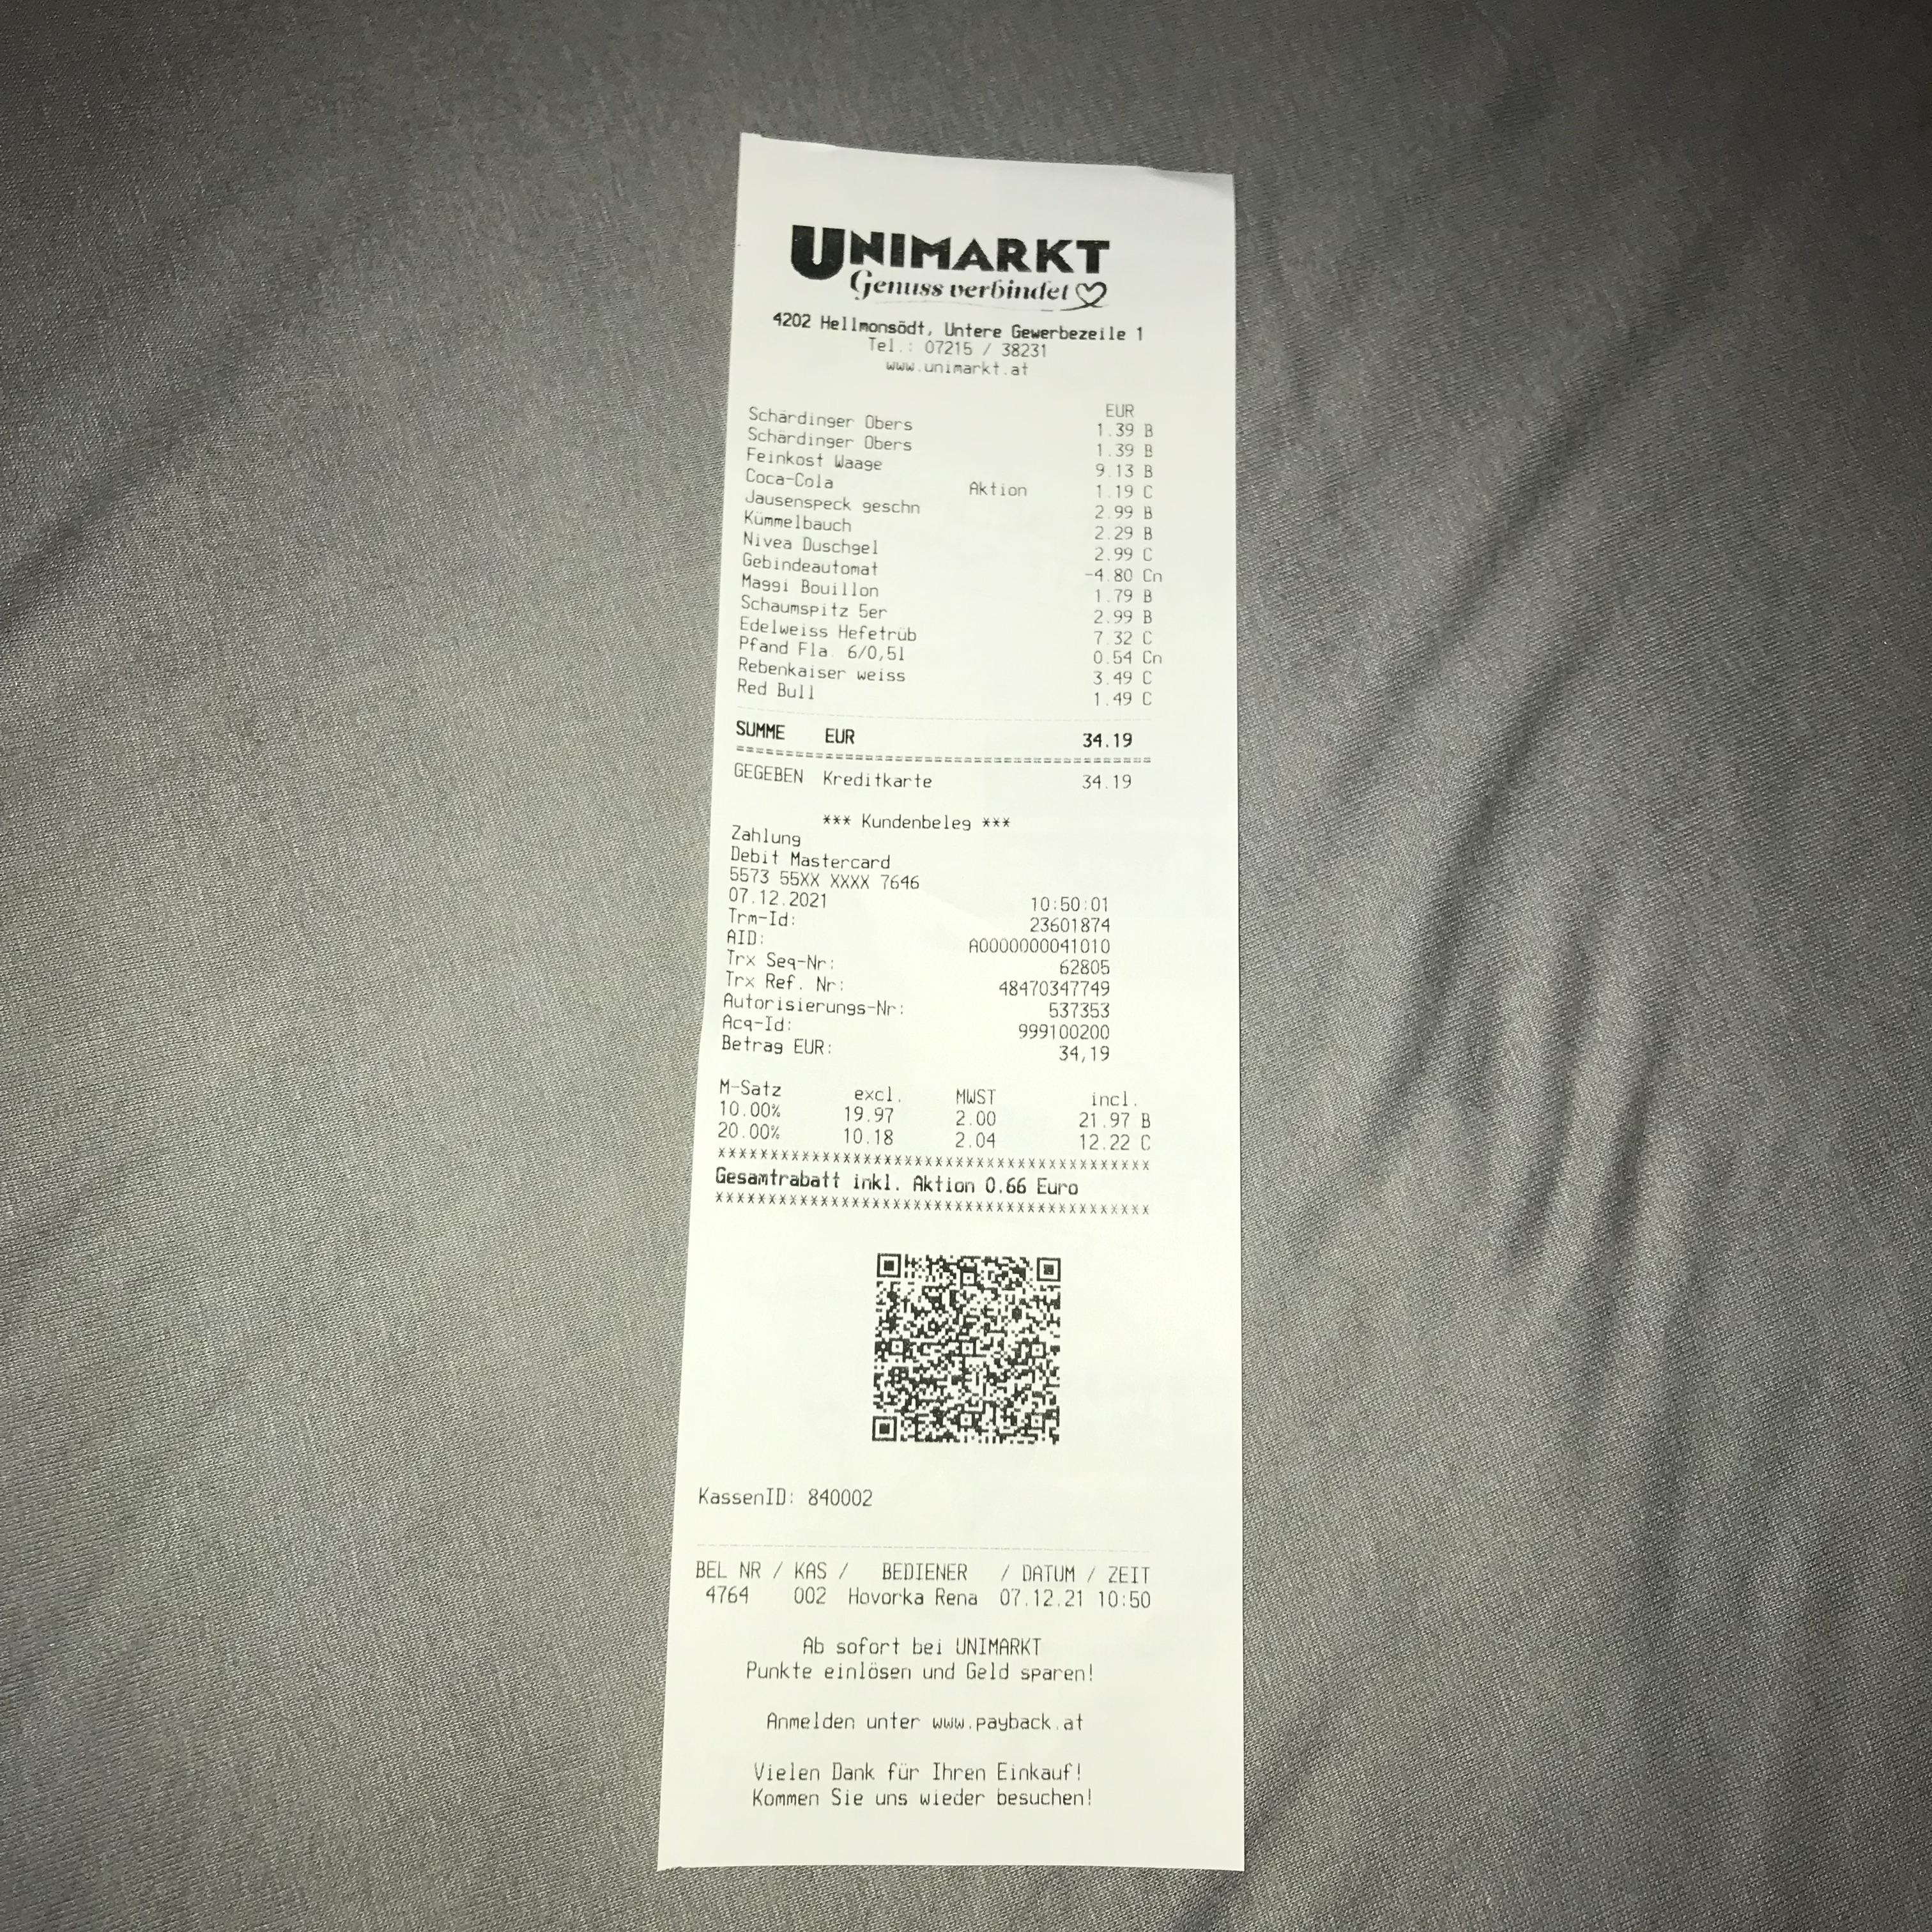 UNIMARKT
Genuss verbindet
4202 Hellmonsödt, Untere Gewerbezeile 1
Tel.: 07215 / 38231
www.unimarkt.at
EUR
Schärdinger Obers 1.39 B
Schärdinger Obers 1.39 B
Feinkost Waage 9.13 B
Coca-Cola Aktion 1.19 C
Jausenspeck geschn 2.99 B
Kümmelbauch 2.29 B
Nivea Duschgel 2.99 C
Gebindeautomat -4.80 Cn
Maggi Bouillon 1.79 B
Schaumspitz 5er 2.99 B
Edelweiss Hefetrüb 7.32 C
Pfand Fla. 6/0,5l 0.54 Cn
Rebenkaiser weiss 3.49 C
Red Bull 1.49 C
SUMME EUR 34.19
=========================================
GEGEBEN Kreditkarte 34.19
*** Kundenbeleg ***
Zahlung
Debit Mastercard
5573 55XX XXXX 7646
07.12.2021 10:50:01
Trm-Id: 23601874
AID: A0000000041010
Trx Seq-Nr: 62805
Trx Ref. Nr: 48470347749
Autorisierungs-Nr: 537353
Acq-Id: 999100200
Betrag EUR: 34,19
M-Satz excl. MWST incl.
10.00% 19.97 2.00 21.97 B
20.00% 10.18 2.04 12.22 C
*****************************************
Gesamtrabatt inkl. Aktion 0.66 Euro
*****************************************
KassenID: 840002
BEL NR / KAS / BEDIENER / DATUM / ZEIT
4764 002 Hovorka Rena 07.12.21 10:50
Ab sofort bei UNIMARKT
Punkte einlösen und Geld sparen!
Anmelden unter www.payback.at
Vielen Dank für Ihren Einkauf!
Kommen Sie uns wieder besuchen!